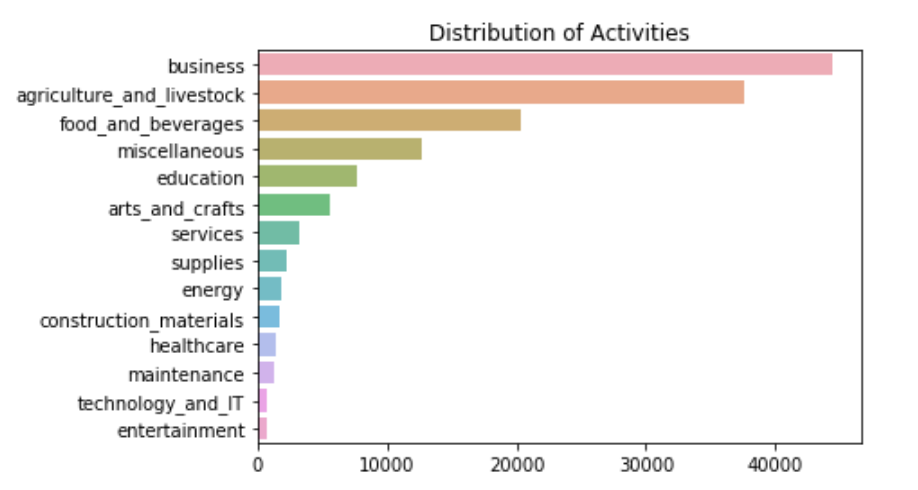 Distribution of Activities
business
agriculture_and_livestock
food_and_beverages
miscellaneous
education
arts_and_crafts
services
supplies
energy
construction_materials
healthcare
maintenance
technology_and_IT
entertainment
0 10000 20000 30000 40000